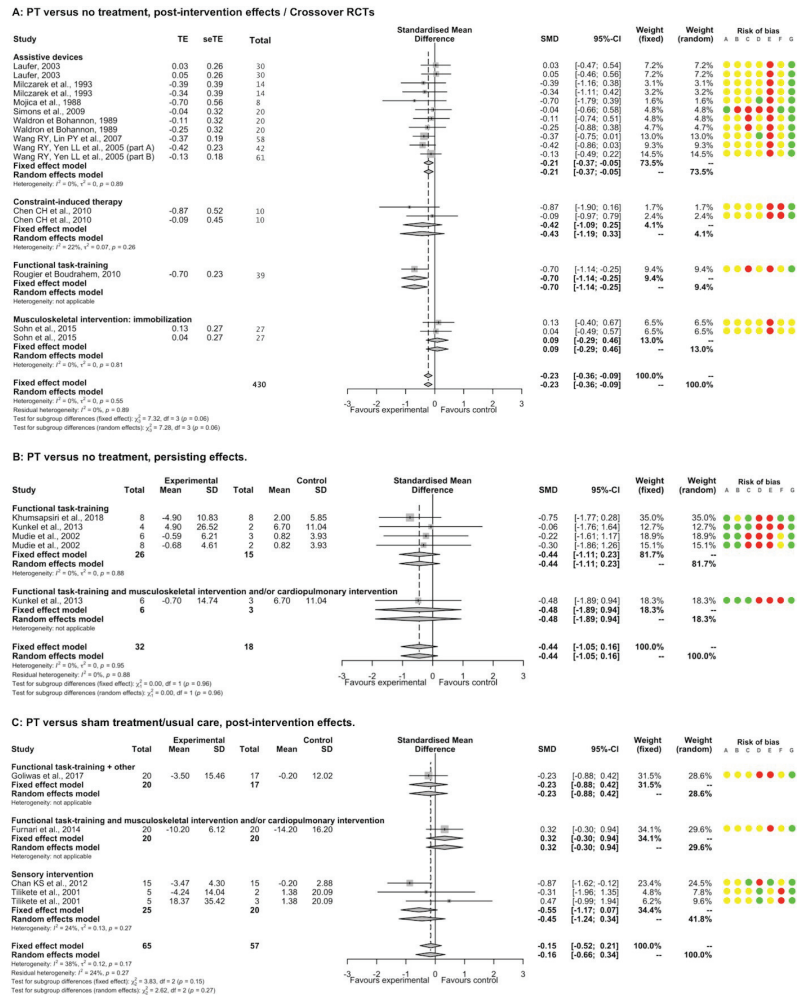 A: PT versus no treatment, post-intervention effects / Crossover RCTs
Standardised Mean Weight Weight Risk of bias
Study TE seTE Total Difference SMD 95%-CI (fixed) (random) A B C D E F G
Assistive devices
Laufer, 2003 0.03 0.26 30 0.03 [-0.47; 0.54] 7.2% 7.2%
Laufer, 2003 0.05 0.26 30 0.05 [-0.46; 0.56] 7.2% 7.2%
Milczarek et al., 1993 -0.39 0.39 14 -0.39 [-1.16; 0.38] 3.2% 3.2%
Milczarek et al., 1993 -0.34 0.39 14 -0.34 [-1.11; 0.42] 3.2% 3.2%
Mojica et al., 1988 -0.70 0.56 8 -0.70 [-1.79; 0.39] 1.6% 1.6%
Simons et al., 2009 -0.04 0.32 20 -0.04 [-0.66; 0.58] 4.8% 4.8%
Waldron et Bohannon, 1989 -0.11 0.32 20 -0.11 [-0.74; 0.51] 4.8% 4.8%
Waldron et Bohannon, 1989 -0.25 0.32 20 -0.25 [-0.88; 0.38] 4.7% 4.7%
Wang RY, Lin PY et al., 2007 -0.37 0.19 58 -0.37 [-0.75; 0.01] 13.0% 13.0%
Wang RY, Yen LL et al., 2005 (part A) -0.42 0.23 42 -0.42 [-0.86; 0.03] 9.3% 9.3%
Wang RY, Yen LL et al., 2005 (part B) -0.13 0.18 61 -0.13 [-0.49; 0.22] 14.5% 14.5%
Fixed effect model -0.21 [-0.37; -0.05] 73.5% --
Random effects model -0.21 [-0.37; -0.05] -- 73.5%
Heterogeneity: I² = 0%, τ² = 0, p = 0.89
Constraint-induced therapy
Chen CH et al., 2010 -0.87 0.52 10 -0.87 [-1.90; 0.16] 1.7% 1.7%
Chen CH et al., 2010 -0.09 0.45 10 -0.09 [-0.97; 0.79] 2.4% 2.4%
Fixed effect model -0.42 [-1.09; 0.25] 4.1% --
Random effects model -0.43 [-1.19; 0.33] -- 4.1%
Heterogeneity: I² = 22%, τ² = 0.07, p = 0.26
Functional task-training
Rougier et Boudrahem, 2010 -0.70 0.23 39 -0.70 [-1.14; -0.25] 9.4% 9.4%
Fixed effect model -0.70 [-1.14; -0.25] 9.4% --
Random effects model -0.70 [-1.14; -0.25] -- 9.4%
Heterogeneity: not applicable
Musculoskeletal intervention: immobilization
Sohn et al., 2015 0.13 0.27 27 0.13 [-0.40; 0.67] 6.5% 6.5%
Sohn et al., 2015 0.04 0.27 27 0.04 [-0.49; 0.57] 6.5% 6.5%
Fixed effect model 0.09 [-0.29; 0.46] 13.0% --
Random effects model 0.09 [-0.29; 0.46] -- 13.0%
Heterogeneity: I² = 0%, τ² = 0, p = 0.81
Fixed effect model 430 -0.23 [-0.36; -0.09] 100.0% --
Random effects model -0.23 [-0.36; -0.09] -- 100.0%
Heterogeneity: I² = 0%, τ² = 0, p = 0.55
Residual heterogeneity: I² = 0%, p = 0.89
-3 -2 -1 0 1 2 3
Test for subgroup differences (fixed effect): χ²₃ = 7.32, df = 3 (p = 0.06)
Favours experimental Favours control
Test for subgroup differences (random effects): χ²₃ = 7.28, df = 3 (p = 0.06)
B: PT versus no treatment, persisting effects.
Experimental Control Standardised Mean Weight Weight Risk of bias
Study Total Mean SD Total Mean SD Difference SMD 95%-CI (fixed) (random) A B C D E F G
Functional task-training
Khumsapsiri et al., 2018 8 -4.90 10.83 8 2.00 5.85 -0.75 [-1.77; 0.28] 35.0% 35.0%
Kunkel et al., 2013 4 4.90 26.52 2 6.70 11.04 -0.06 [-1.76; 1.64] 12.7% 12.7%
Mudie et al., 2002 6 -0.59 6.21 3 0.82 3.93 -0.22 [-1.61; 1.17] 18.9% 18.9%
Mudie et al., 2002 8 -0.68 4.61 2 0.82 3.93 -0.30 [-1.86; 1.26] 15.1% 15.1%
Fixed effect model 26 15 -0.44 [-1.11; 0.23] 81.7% --
Random effects model -0.44 [-1.11; 0.23] -- 81.7%
Heterogeneity: I² = 0%, τ² = 0, p = 0.88
Functional task-training and musculoskeletal intervention and/or cardiopulmonary intervention
Kunkel et al., 2013 6 -0.70 14.74 3 6.70 11.04 -0.48 [-1.89; 0.94] 18.3% 18.3%
Fixed effect model 6 3 -0.48 [-1.89; 0.94] 18.3% --
Random effects model -0.48 [-1.89; 0.94] -- 18.3%
Heterogeneity: not applicable
Fixed effect model 32 18 -0.44 [-1.05; 0.16] 100.0% --
Random effects model -0.44 [-1.05; 0.16] -- 100.0%
Heterogeneity: I² = 0%, τ² = 0, p = 0.95
Residual heterogeneity: I² = 0%, p = 0.88
-3 -2 -1 0 1 2 3
Test for subgroup differences (fixed effect): χ²₁ = 0.00, df = 1 (p = 0.96)
Favours experimental Favours control
Test for subgroup differences (random effects): χ²₁ = 0.00, df = 1 (p = 0.96)
C: PT versus sham treatment/usual care, post-intervention effects.
Experimental Control Standardised Mean Weight Weight Risk of bias
Study Total Mean SD Total Mean SD Difference SMD 95%-CI (fixed) (random) A B C D E F G
Functional task-training + other
Goliwas et al., 2017 20 -3.50 15.46 17 -0.20 12.02 -0.23 [-0.88; 0.42] 31.5% 28.6%
Fixed effect model 20 17 -0.23 [-0.88; 0.42] 31.5% --
Random effects model -0.23 [-0.88; 0.42] -- 28.6%
Heterogeneity: not applicable
Functional task-training and musculoskeletal intervention and/or cardiopulmonary intervention
Furnari et al., 2014 20 -10.20 6.12 20 -14.20 16.20 0.32 [-0.30; 0.94] 34.1% 29.6%
Fixed effect model 20 20 0.32 [-0.30; 0.94] 34.1% --
Random effects model 0.32 [-0.30; 0.94] -- 29.6%
Heterogeneity: not applicable
Sensory intervention
Chan KS et al., 2012 15 -3.47 4.30 15 -0.20 2.88 -0.87 [-1.62; -0.12] 23.4% 24.5%
Tilikete et al., 2001 5 -4.24 14.04 2 1.38 20.09 -0.31 [-1.96; 1.35] 4.8% 7.8%
Tilikete et al., 2001 5 18.37 35.42 3 1.38 20.09 0.47 [-0.99; 1.94] 6.2% 9.6%
Fixed effect model 25 20 -0.55 [-1.17; 0.07] 34.4% --
Random effects model -0.45 [-1.24; 0.34] -- 41.8%
Heterogeneity: I² = 24%, τ² = 0.13, p = 0.27
Fixed effect model 65 57 -0.15 [-0.52; 0.21] 100.0% --
Random effects model -0.16 [-0.66; 0.34] -- 100.0%
Heterogeneity: I² = 38%, τ² = 0.12, p = 0.17
Residual heterogeneity: I² = 24%, p = 0.27
-3 -2 -1 0 1 2 3
Test for subgroup differences (fixed effect): χ²₂ = 3.83, df = 2 (p = 0.15)
Favours experimental Favours control
Test for subgroup differences (random effects): χ²₂ = 2.62, df = 2 (p = 0.27)